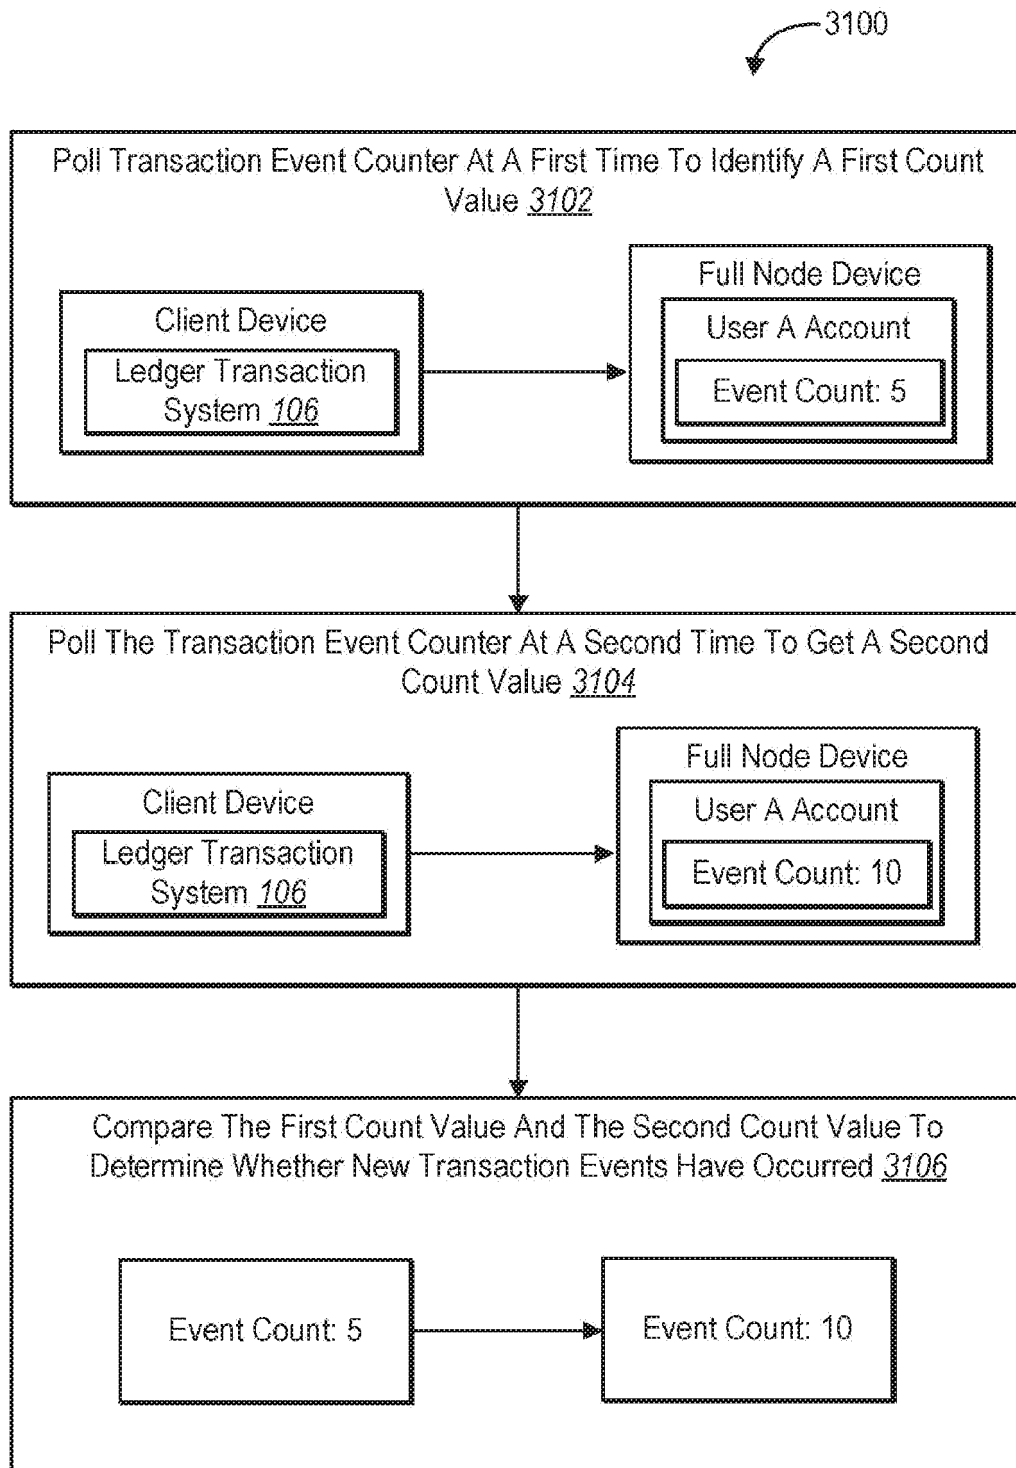 3100
Poll Transaction Event Counter At A First Time To Identify A First Count
Value 3102
Client Device
Ledger Transaction
System 106
Full Node Device
User A Account
Event Count: 5
Poll The Transaction Event Counter At A Second Time To Get A Second
Count Value 3104
Client Device
Ledger Transaction
System 106
Full Node Device
User A Account
Event Count: 10
Compare The First Count Value And The Second Count Value To
Determine Whether New Transaction Events Have Occurred 3106
Event Count: 5
Event Count: 10